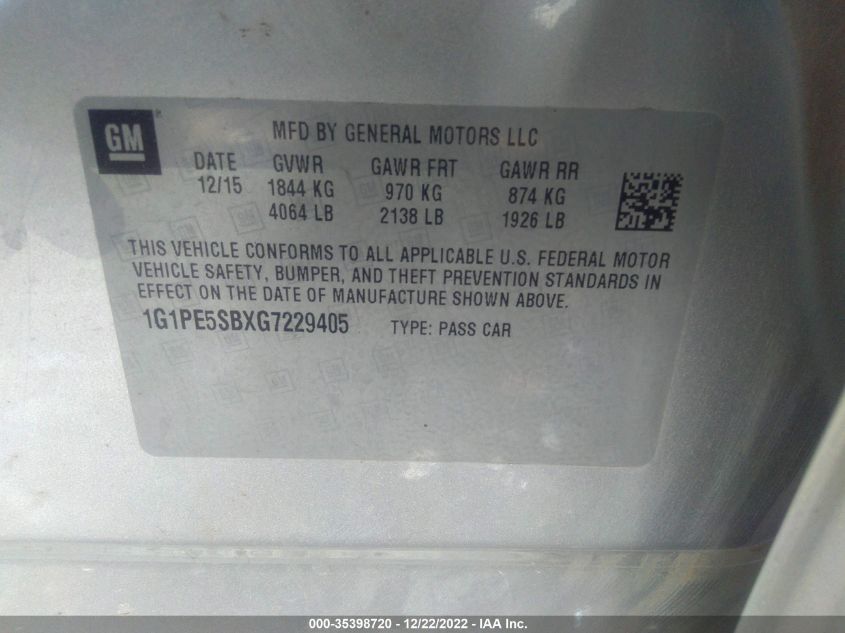 GM
MFD BY GENERAL MOTORS LLC
DATE GVWR GAWR FRT GAWR RR
12/15 1844 KG 970 KG 874 KG
4064 LB 2138 LB 1926 LB
THIS VEHICLE CONFORMS TO ALL APPLICABLE U.S. FEDERAL MOTOR
VEHICLE SAFETY, BUMPER, AND THEFT PREVENTION STANDARDS IN
EFFECT ON THE DATE OF MANUFACTURE SHOWN ABOVE.
1G1PE5SBXG7229405 TYPE: PASS CAR
000-35398720 - 12/22/2022 - IAA Inc.